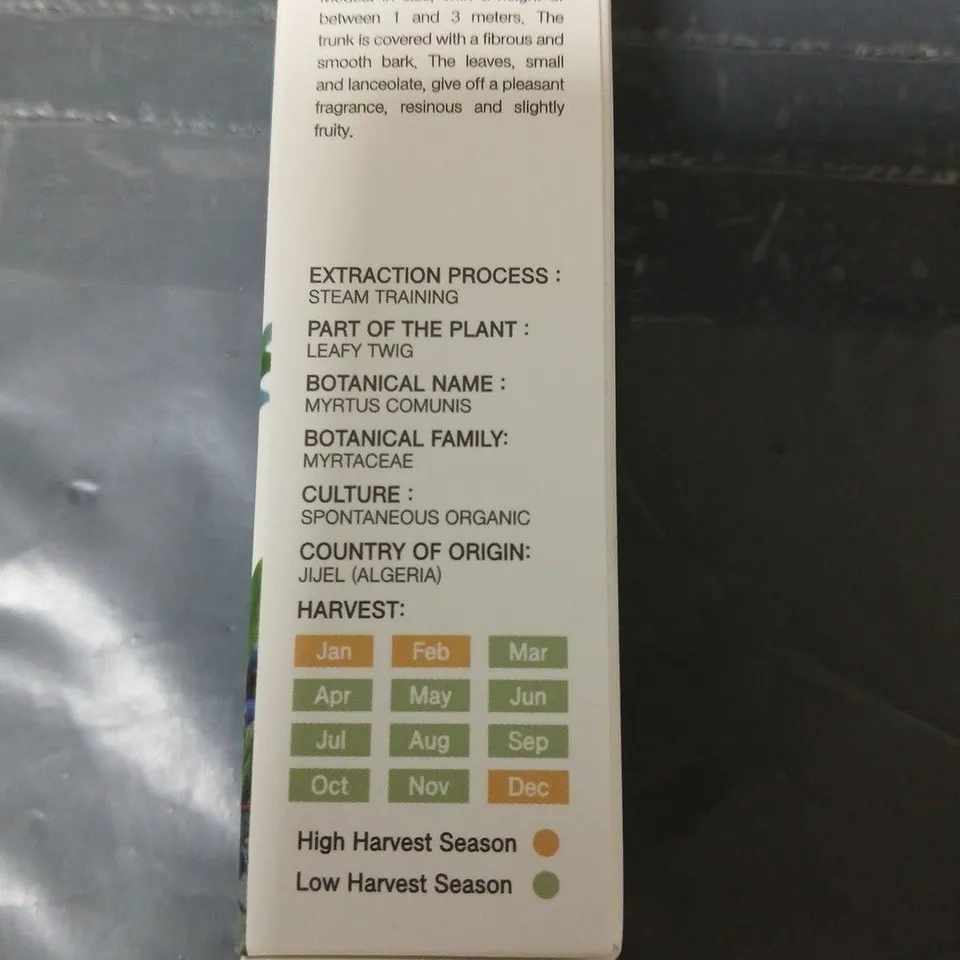 between 1 and 3 meters. The
trunk is covered with a fibrous and
smooth bark. The leaves, small
and lanceolate, give off a pleasant
fragrance, resinous and slightly
fruity.
EXTRACTION PROCESS :
STEAM TRAINING
PART OF THE PLANT :
LEAFY TWIG
BOTANICAL NAME :
MYRTUS COMUNIS
BOTANICAL FAMILY:
MYRTACEAE
CULTURE :
SPONTANEOUS ORGANIC
COUNTRY OF ORIGIN:
JIJEL (ALGERIA)
HARVEST:
Jan Feb Mar
Apr May Jun
Jul Aug Sep
Oct Nov Dec
High Harvest Season
Low Harvest Season